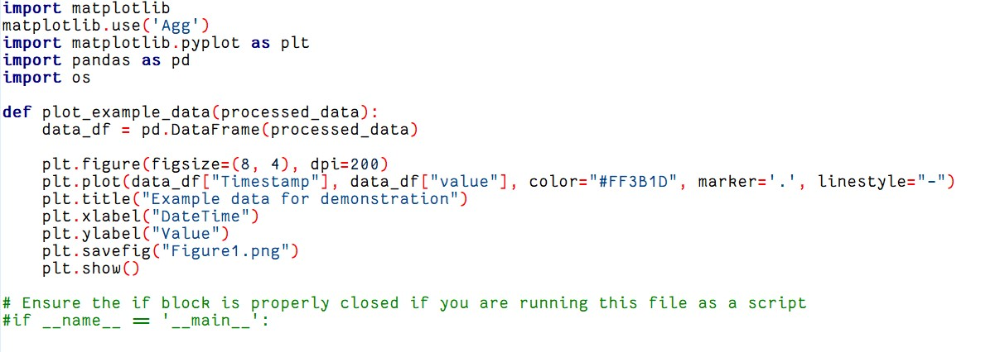 import matplotlib
matplotlib.use('Agg')
import matplotlib.pyplot as plt
import pandas as pd
import os

def plot_example_data(processed_data):
    data_df = pd.DataFrame(processed_data)

    plt.figure(figsize=(8, 4), dpi=200)
    plt.plot(data_df["Timestamp"], data_df["value"], color="#FF3B1D", marker='.', linestyle="-")
    plt.title("Example data for demonstration")
    plt.xlabel("DateTime")
    plt.ylabel("Value")
    plt.savefig("Figure1.png")
    plt.show()

# Ensure the if block is properly closed if you are running this file as a script
#if __name__ == '__main__':